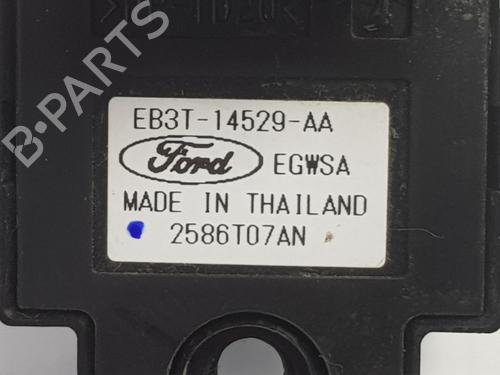 EB3T-14529-AA
Ford EGWSA
MADE IN THAILAND
2586T07AN
B-PARTS